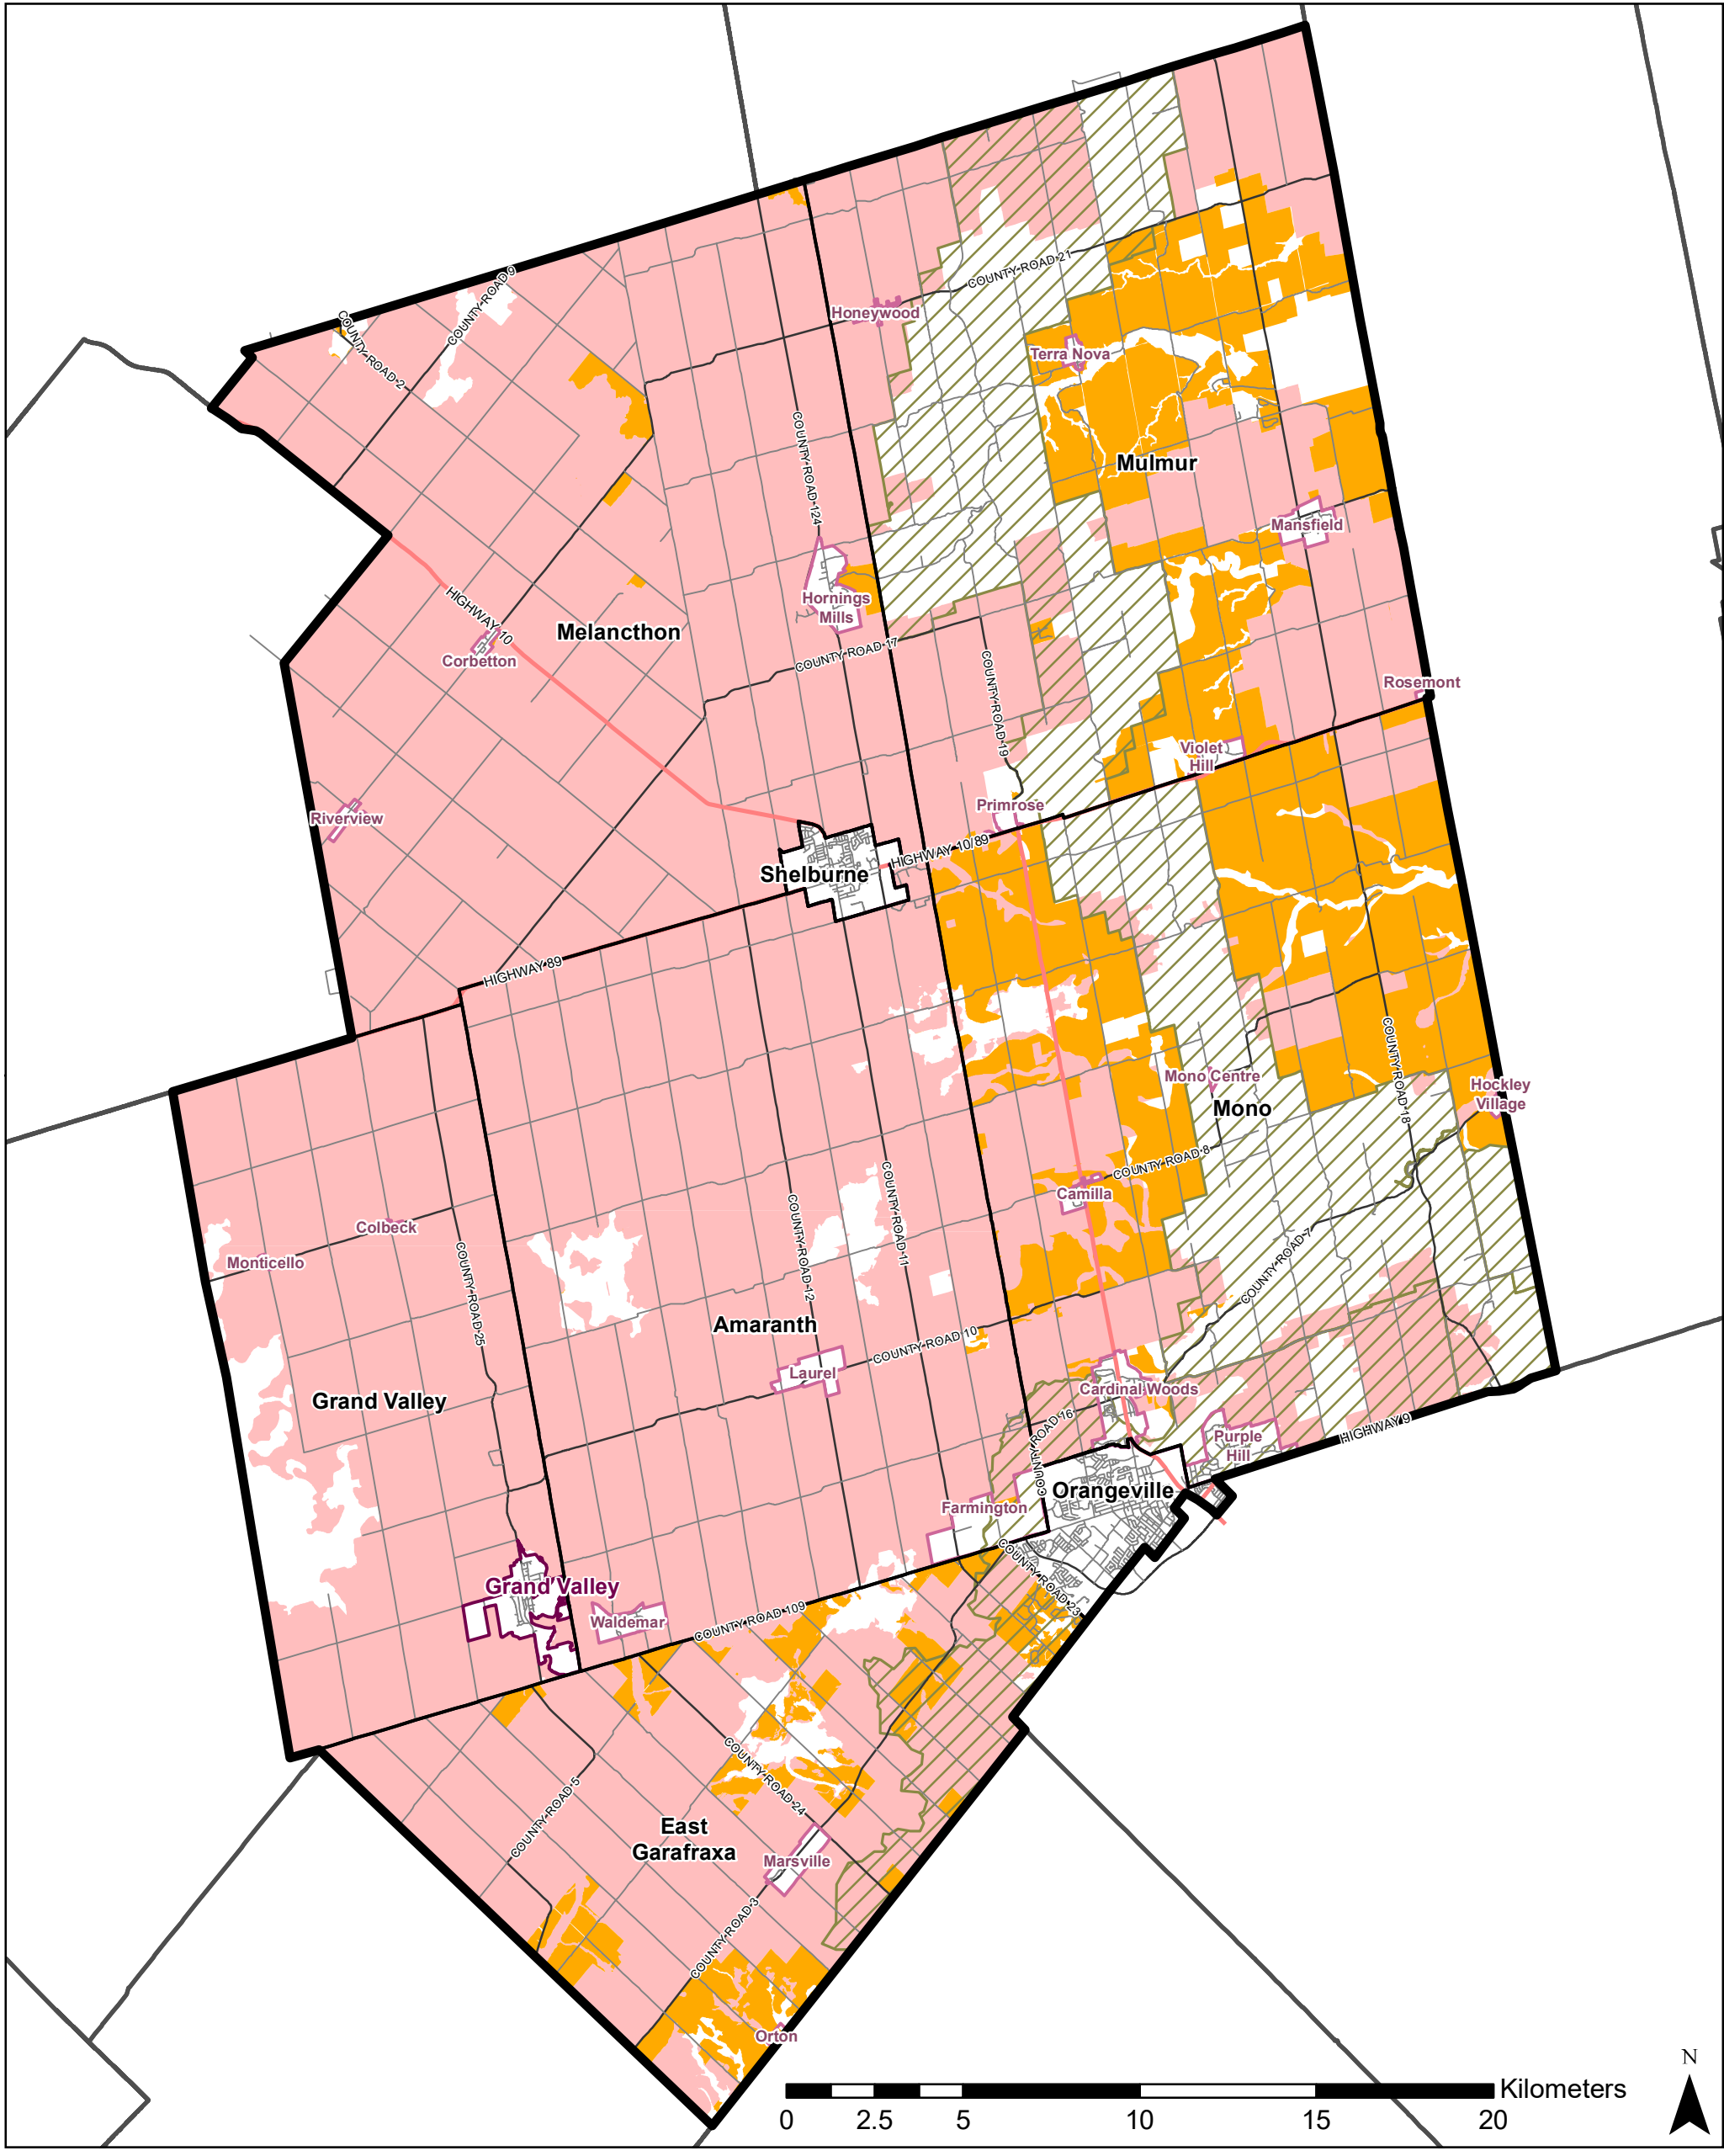 COUNTY ROAD 9
COUNTY ROAD 21
Honeywood
COUNTY ROAD 2
Terra Nova
COUNTY ROAD 124
Mulmur
Mansfield
HIGHWAY 10
Hornings
Mills
Melancthon
COUNTY ROAD 17
Corbetton
COUNTY ROAD 19
Rosemont
Violet
Hill
Primrose
Riverview
HIGHWAY 10/89
Shelburne
HIGHWAY 89
COUNTY ROAD 18
Mono Centre
Hockley
Village
Mono
COUNTY ROAD 8
Camilla
COUNTY ROAD 11
COUNTY ROAD 12
Colbeck
Monticello
COUNTY ROAD 25
COUNTY ROAD 7
Amaranth
COUNTY ROAD 10
Laurel
Cardinal Woods
Grand Valley
COUNTY ROAD 16
HIGHWAY 9
Purple
Hill
Orangeville
Farmington
COUNTY ROAD 23
Grand Valley
Waldemar
COUNTY ROAD 109
COUNTY ROAD 24
COUNTY ROAD 5
East
Garafraxa
Marsville
COUNTY ROAD 3
Orton
N
Kilometers
0 2.5 5 10 15 20